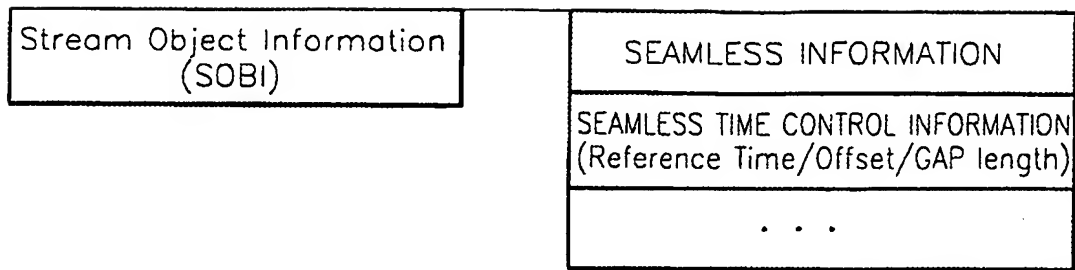 Stream Object Information
(SOBI)
SEAMLESS INFORMATION
SEAMLESS TIME CONTROL INFORMATION
(Reference Time/Offset/GAP length)
. . .